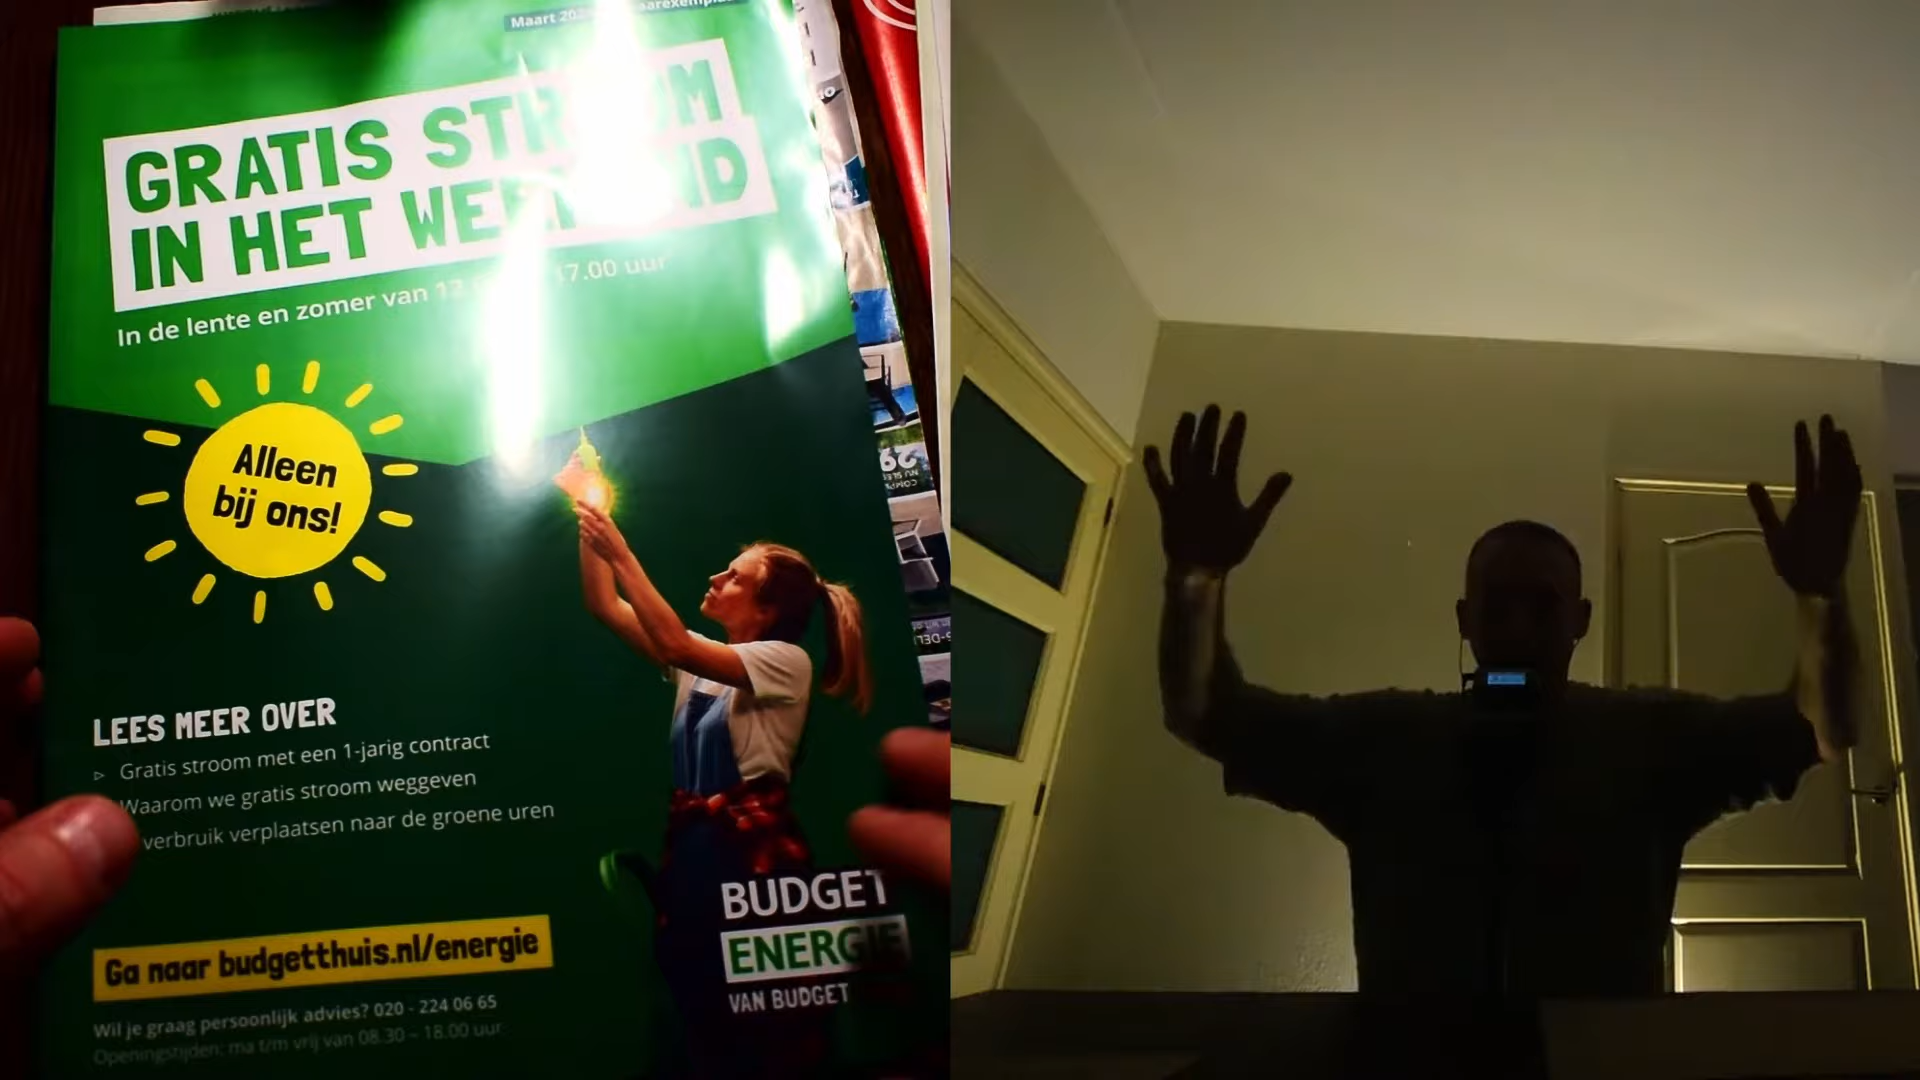 Maart
GRATIS
IN HET
In de lente en zomer van 17.00 uur
Alleen
bij ons!
LEES MEER OVER
Gratis stroom met een 1-jarig contract
Waarom we gratis stroom weggeven
verbruik verplaatsen naar de groene uren
Ga naar budgetthuis.nl/energie
Wil je graag persoonlijk advies? 020 - 224 06 65
Openingstijden: ma t/m vrij van 08.30 - 18.00 uur
BUDGET
ENERGIE
VAN BUDGET
29